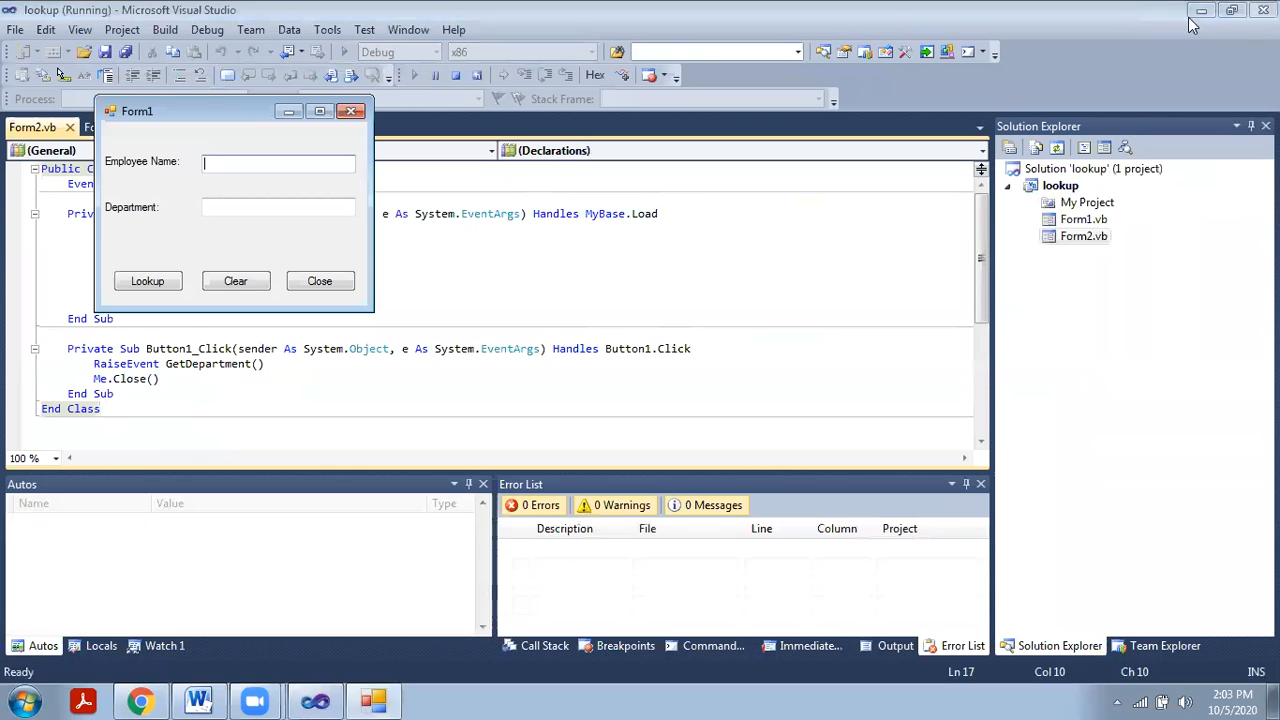 lookup (Running) - Microsoft Visual Studio
File Edit View Project Build Debug Team Data Tools Test Window Help
Debug x86
Hex
Process: Stack Frame:
Form1
Employee Name:
Department:
Lookup Clear Close
Form2.vb Fo
(General) (Declarations)
Public C
Even
Priv e As System.EventArgs) Handles MyBase.Load
End Sub
Private Sub Button1_Click(sender As System.Object, e As System.EventArgs) Handles Button1.Click
RaiseEvent GetDepartment()
Me.Close()
End Sub
End Class
100 %
Solution Explorer
Solution 'lookup' (1 project)
lookup
My Project
Form1.vb
Form2.vb
Autos
Name Value Type
Error List
0 Errors 0 Warnings 0 Messages
Description File Line Column Project
Autos Locals Watch 1
Call Stack Breakpoints Command... Immediate... Output Error List
Solution Explorer Team Explorer
Ready Ln 17 Col 10 Ch 10 INS
2:03 PM
10/5/2020